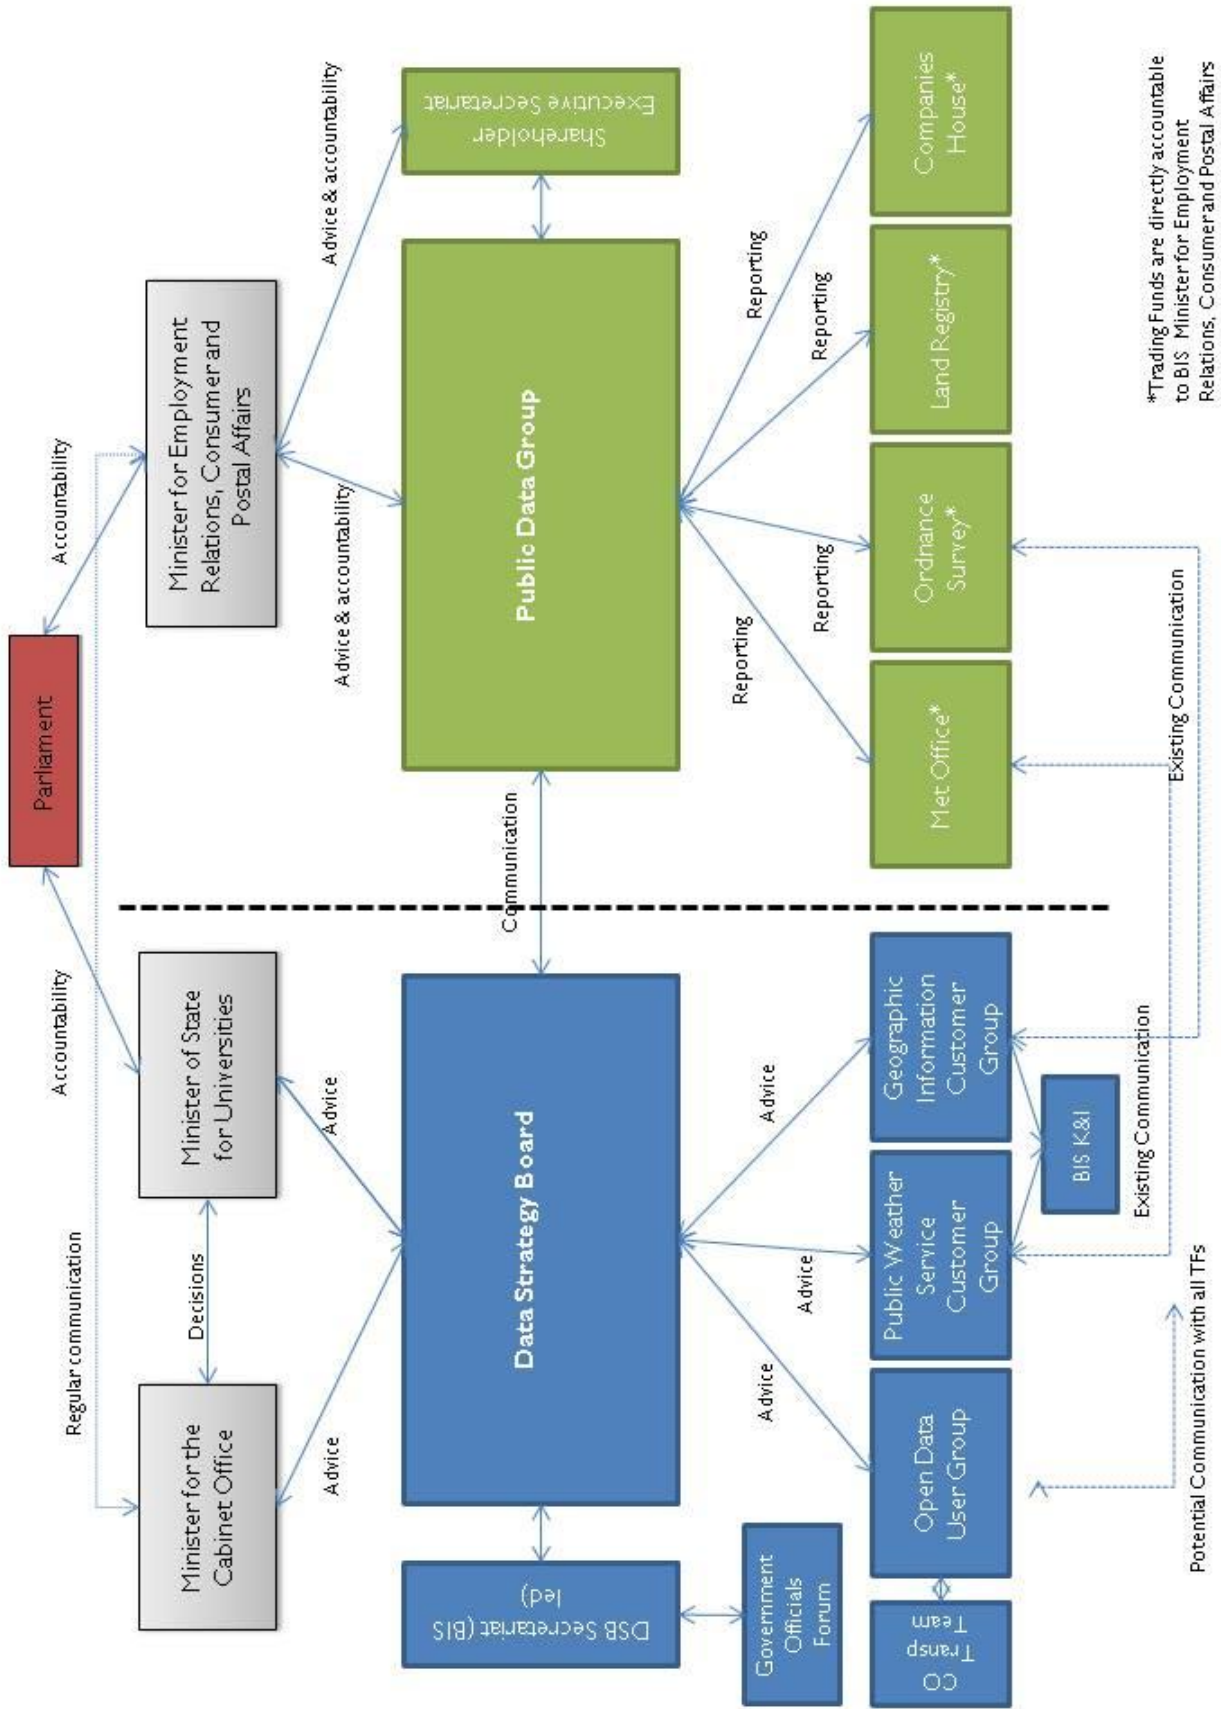 Parliament
Accountability
Accountability
Regular communication
Minister for the
Cabinet Office
Decisions
Minister of State
for Universities
Minister for Employment
Relations, Consumer and
Postal Affairs
Advice
Advice
Advice & accountability
Advice & accountability
DSB Secretariat (BIS
led)
Data Strategy Board
Communication
Public Data Group
Shareholder
Executive Secretariat
Government
Officials
Forum
Advice
Advice
Advice
Reporting
Reporting
Reporting
Reporting
CO
Transp
Team
Open Data
User Group
Public Weather
Service
Customer
Group
Geographic
Information
Customer
Group
Met Office*
Ordnance
Survey*
Land Registry*
Companies
House*
BIS K&I
Existing Communication
Existing Communication
Potential Communication with all TFs
*Trading Funds are directly accountable
to BIS Minister for Employment
Relations, Consumer and Postal Affairs